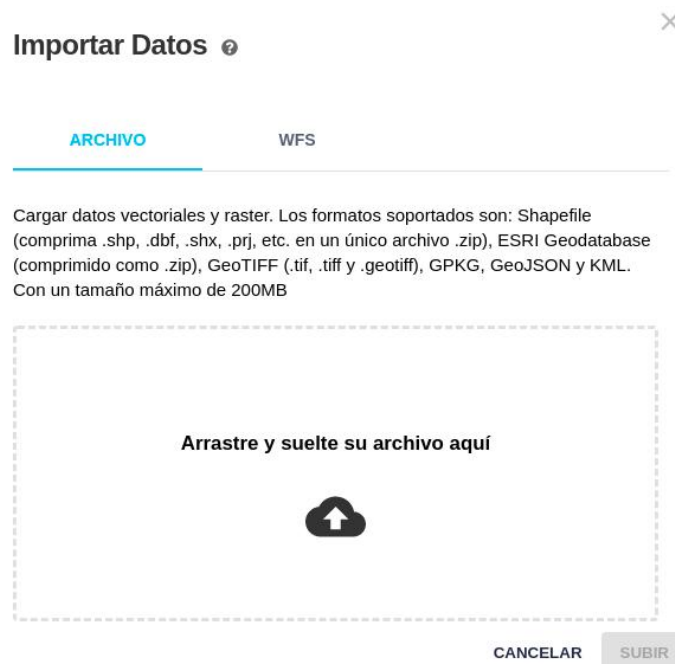 Importar Datos
ARCHIVO WFS
Cargar datos vectoriales y raster. Los formatos soportados son: Shapefile
(comprima .shp, .dbf, .shx, .prj, etc. en un único archivo .zip), ESRI Geodatabase
(comprimido como .zip), GeoTIFF (.tif, .tiff y .geotiff), GPKG, GeoJSON y KML.
Con un tamaño máximo de 200MB
Arrastre y suelte su archivo aquí
CANCELAR SUBIR